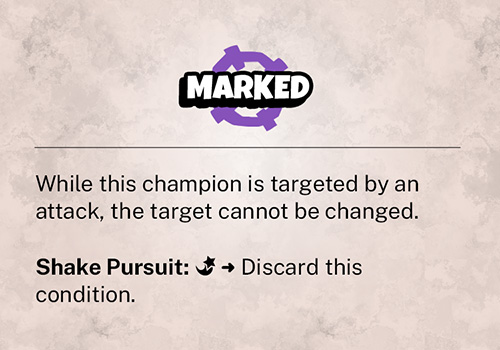 MARKED
While this champion is targeted by an
attack, the target cannot be changed.
Shake Pursuit: ➜ Discard this
condition.